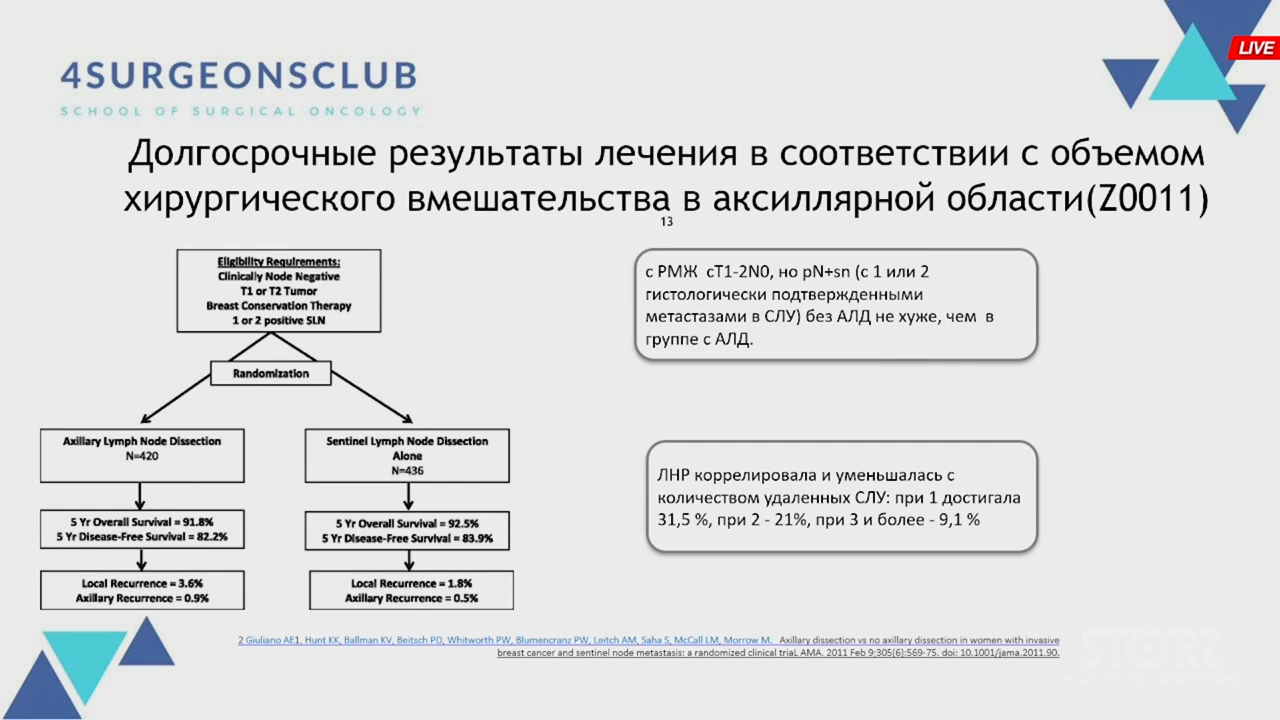 LIVE
4SURGEONSCLUB
SCHOOL OF SURGICAL ONCOLOGY
Долгосрочные результаты лечения в соответствии с объемом
хирургического вмешательства в аксиллярной области(Z0011)
13
Eligibility Requirements:
Clinically Node Negative
T1 or T2 Tumor
Breast Conservation Therapy
1 or 2 positive SLN
Randomization
Axillary Lymph Node Dissection
N=420
5 Yr Overall Survival = 91.8%
5 Yr Disease-Free Survival = 82.2%
Local Recurrence = 3.6%
Axillary Recurrence = 0.9%
Sentinel Lymph Node Dissection
Alone
N=436
5 Yr Overall Survival = 92.5%
5 Yr Disease-Free Survival = 83.9%
Local Recurrence = 1.8%
Axillary Recurrence = 0.5%
с РМЖ сT1-2N0, но pN+sn (с 1 или 2
гистологически подтвержденными
метастазами в СЛУ) без АЛД не хуже, чем в
группе с АЛД.
ЛНР коррелировала и уменьшалась с
количеством удаленных СЛУ: при 1 достигала
31,5 %, при 2 - 21%, при 3 и более - 9,1 %
2 Giuliano AE1, Hunt KK, Ballman KV, Beitsch PD, Whitworth PW, Blumencranz PW, Leitch AM, Saha S, McCall LM, Morrow M. Axillary dissection vs no axillary dissection in women with invasive
breast cancer and sentinel node metastasis: a randomized clinical trial. AMA. 2011 Feb 9;305(6):569-75. doi: 10.1001/jama.2011.90.
STORZ